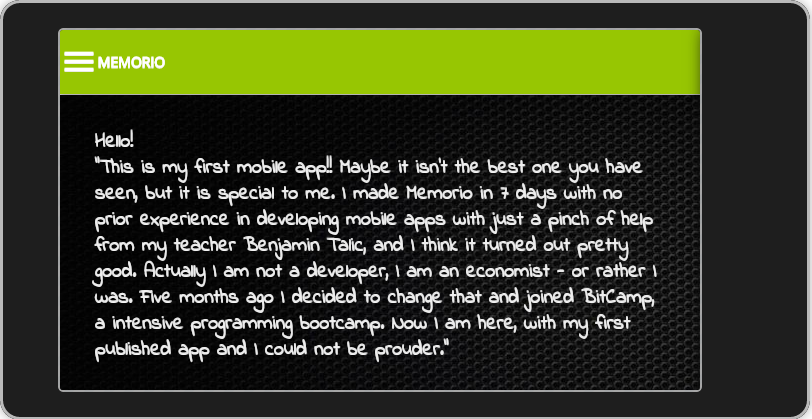 MEMORIO
Hello!
"This is my first mobile app!! Maybe it isn't the best one you have
seen, but it is special to me. I made Memorio in 7 days with no
prior experience in developing mobile apps with just a pinch of help
from my teacher Benjamin Talic, and I think it turned out pretty
good. Actually I am not a developer, I am an economist - or rather I
was. Five months ago I decided to change that and joined BitCamp,
a intensive programming bootcamp. Now I am here, with my first
published app and I could not be prouder."